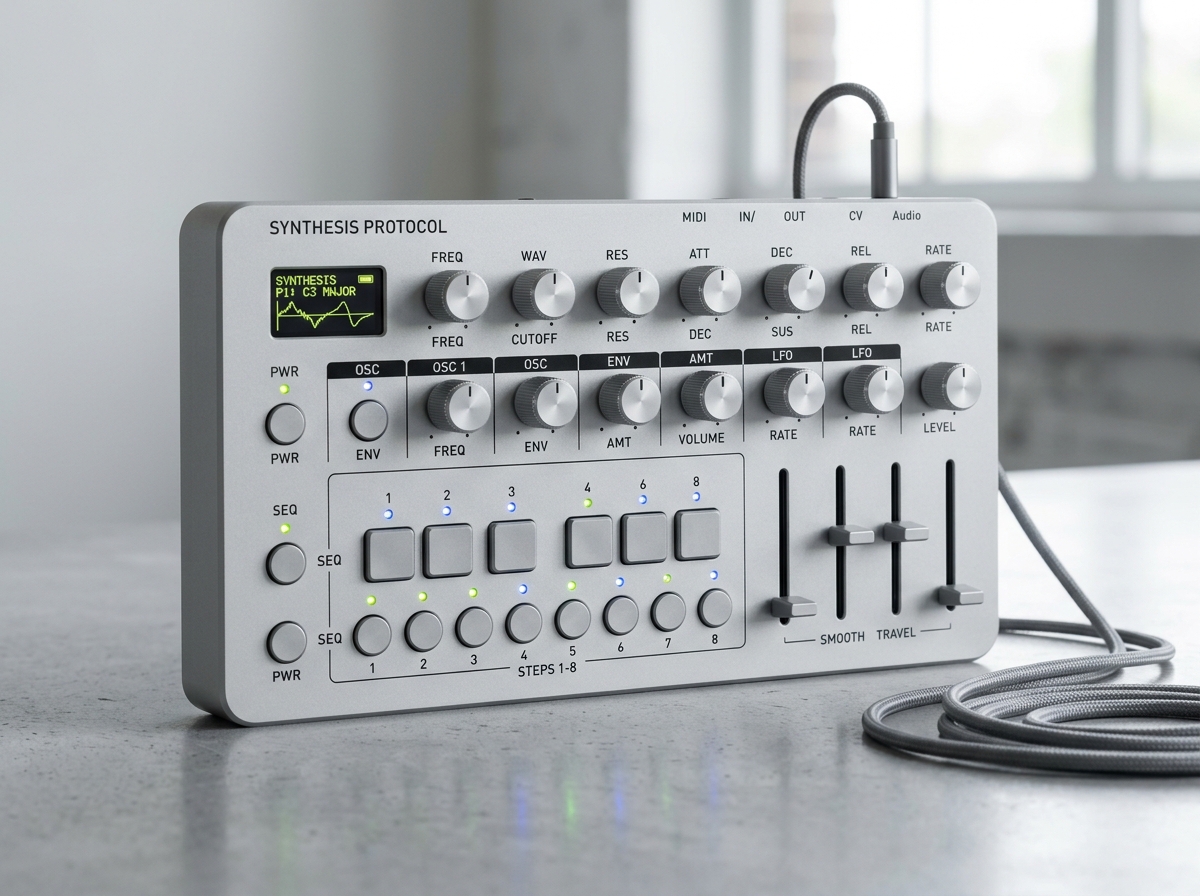 SYNTHESIS PROTOCOL
MIDI IN/ OUT CV Audio
FREQ WAV RES ATT DEC REL RATE
SYNTHESIS
P1: C3 MWJOR
FREQ CUTOFF RES DEC SUS REL RATE
PWR
OSC OSC 1 OSC ENV AMT LFO LFO
PWR
ENV FREQ ENV AMT VOLUME RATE RATE LEVEL
SEQ
1 2 3 4 6 8
SEQ
SEQ
PWR
1 2 3 4 5 6 7 8
STEPS 1-8
SMOOTH TRAVEL